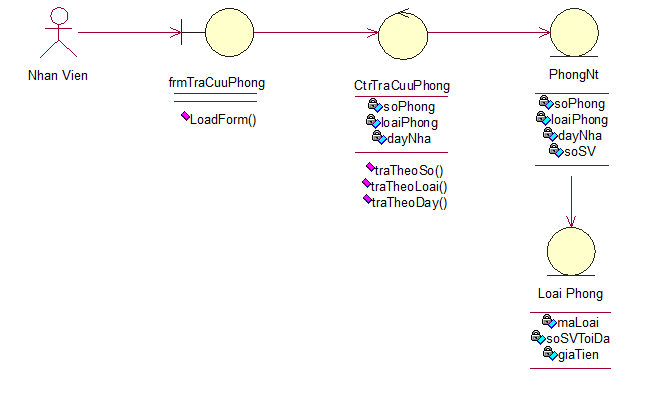 Nhan Vien
frmTraCuuPhong
LoadForm()
CtrTraCuuPhong
soPhong
loaiPhong
dayNha
traTheoSo()
traTheoLoai()
traTheoDay()
PhongNt
soPhong
loaiPhong
dayNha
soSV
Loai Phong
maLoai
soSVToiDa
giaTien